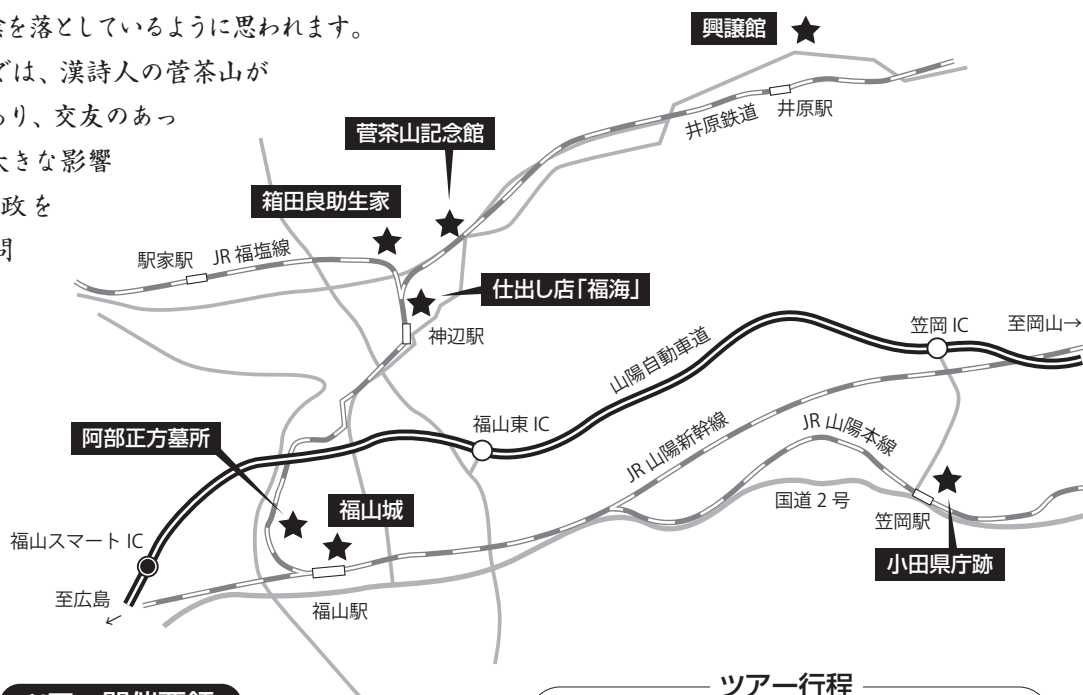 を落としているように思われます。
では、漢詩人の菅茶山が
り、交友のあっ
大きな影響
政を
問
興譲館
井原駅
井原鉄道
菅茶山記念館
箱田良助生家
駅家駅
JR 福塩線
仕出し店「福海」
神辺駅
笠岡 IC
至岡山→
山陽自動車道
福山東 IC
阿部正方墓所
JR 山陽新幹線
JR 山陽本線
福山城
国道 2 号
笠岡駅
福山スマート IC
小田県庁跡
至広島
←
福山駅
ツアー行程